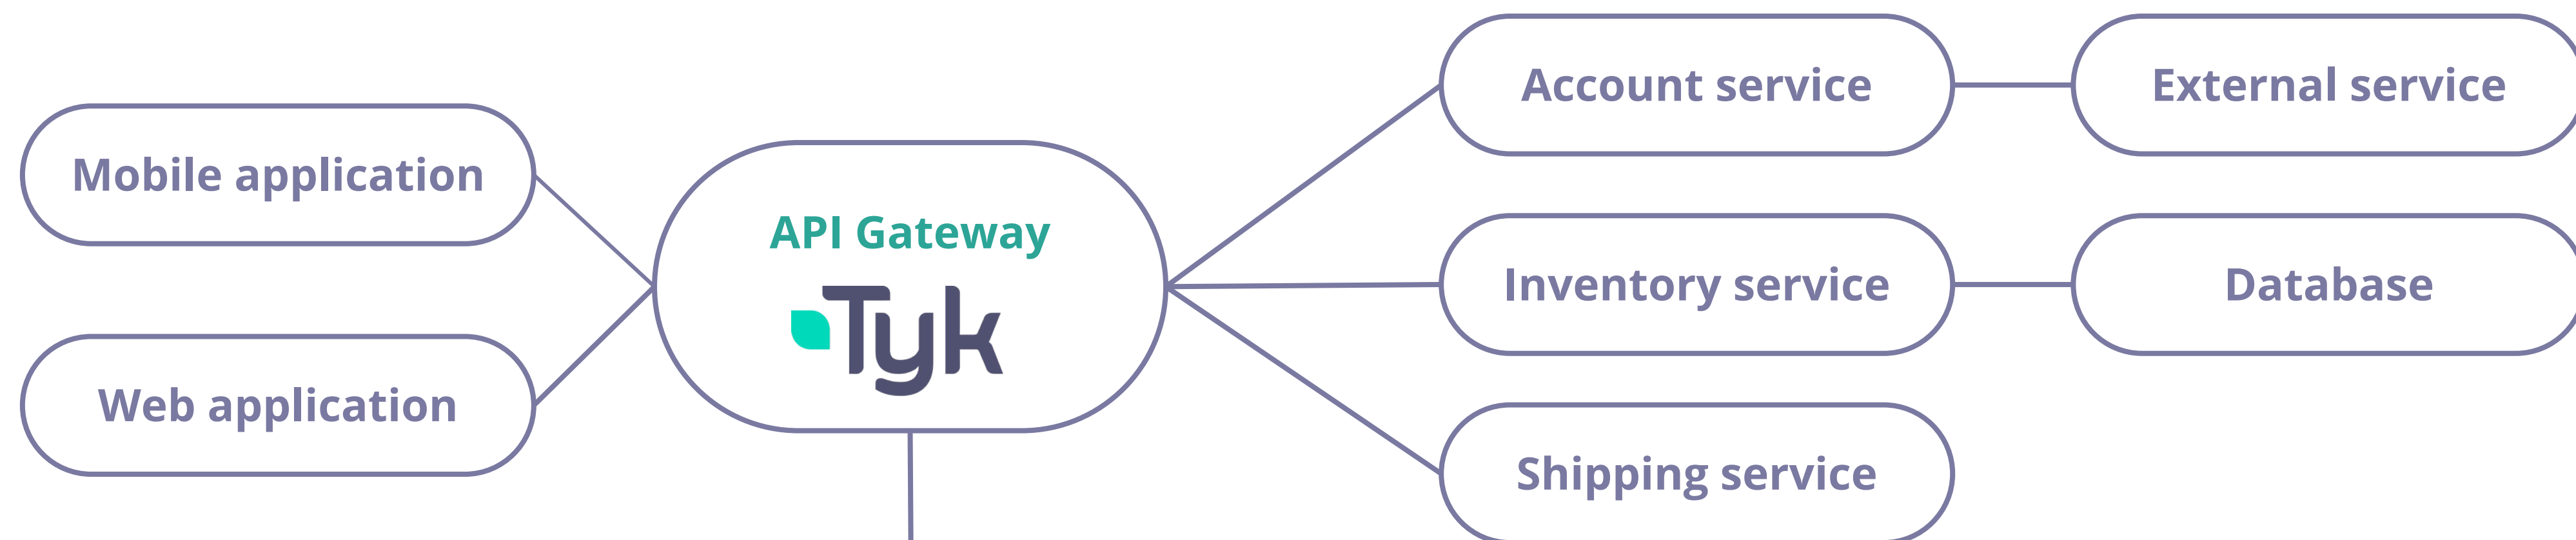 Mobile application
Web application
API Gateway
Tyk
Account service
External service
Inventory service
Database
Shipping service